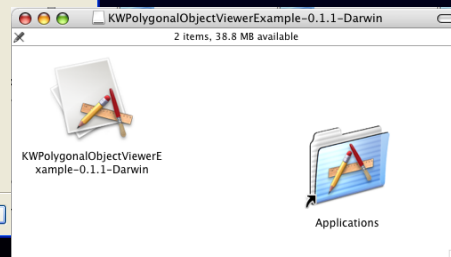 KWPolygonalObjectViewerExample-0.1.1-Darwin
2 items, 38.8 MB available
KWPolygonalObjectViewerE
xample-0.1.1-Darwin
Applications